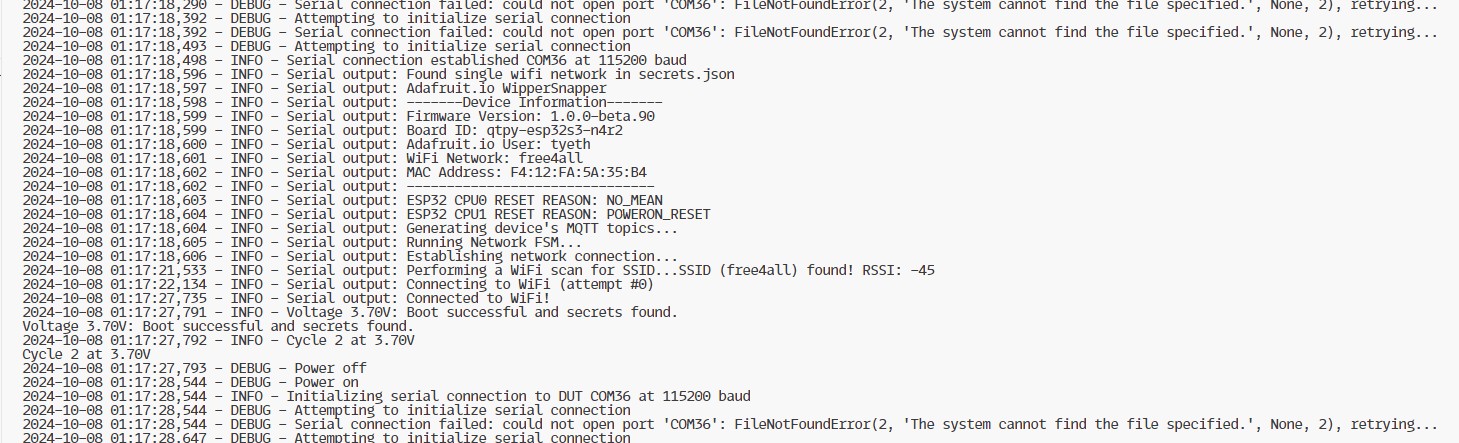 2024-10-08 01:17:18,290 - DEBUG - Serial connection failed: could not open port 'COM36': FileNotFoundError(2, 'The system cannot find the file specified.', None, 2), retrying...
2024-10-08 01:17:18,392 - DEBUG - Attempting to initialize serial connection
2024-10-08 01:17:18,392 - DEBUG - Serial connection failed: could not open port 'COM36': FileNotFoundError(2, 'The system cannot find the file specified.', None, 2), retrying...
2024-10-08 01:17:18,493 - DEBUG - Attempting to initialize serial connection
2024-10-08 01:17:18,498 - INFO - Serial connection established COM36 at 115200 baud
2024-10-08 01:17:18,596 - INFO - Serial output: Found single wifi network in secrets.json
2024-10-08 01:17:18,597 - INFO - Serial output: Adafruit.io WipperSnapper
2024-10-08 01:17:18,598 - INFO - Serial output: -------Device Information-------
2024-10-08 01:17:18,599 - INFO - Serial output: Firmware Version: 1.0.0-beta.90
2024-10-08 01:17:18,599 - INFO - Serial output: Board ID: qtpy-esp32s3-n4r2
2024-10-08 01:17:18,600 - INFO - Serial output: Adafruit.io User: tyeth
2024-10-08 01:17:18,601 - INFO - Serial output: WiFi Network: free4all
2024-10-08 01:17:18,602 - INFO - Serial output: MAC Address: F4:12:FA:5A:35:B4
2024-10-08 01:17:18,602 - INFO - Serial output: -------------------------------
2024-10-08 01:17:18,603 - INFO - Serial output: ESP32 CPU0 RESET REASON: NO_MEAN
2024-10-08 01:17:18,604 - INFO - Serial output: ESP32 CPU1 RESET REASON: POWERON_RESET
2024-10-08 01:17:18,604 - INFO - Serial output: Generating device's MQTT topics...
2024-10-08 01:17:18,605 - INFO - Serial output: Running Network FSM...
2024-10-08 01:17:18,606 - INFO - Serial output: Establishing network connection...
2024-10-08 01:17:21,533 - INFO - Serial output: Performing a WiFi scan for SSID...SSID (free4all) found! RSSI: -45
2024-10-08 01:17:22,134 - INFO - Serial output: Connecting to WiFi (attempt #0)
2024-10-08 01:17:27,735 - INFO - Serial output: Connected to WiFi!
2024-10-08 01:17:27,791 - INFO - Voltage 3.70V: Boot successful and secrets found.
Voltage 3.70V: Boot successful and secrets found.
2024-10-08 01:17:27,792 - INFO - Cycle 2 at 3.70V
Cycle 2 at 3.70V
2024-10-08 01:17:27,793 - DEBUG - Power off
2024-10-08 01:17:28,544 - DEBUG - Power on
2024-10-08 01:17:28,544 - INFO - Initializing serial connection to DUT COM36 at 115200 baud
2024-10-08 01:17:28,544 - DEBUG - Attempting to initialize serial connection
2024-10-08 01:17:28,544 - DEBUG - Serial connection failed: could not open port 'COM36': FileNotFoundError(2, 'The system cannot find the file specified.', None, 2), retrying...
2024-10-08 01:17:28,647 - DEBUG - Attempting to initialize serial connection